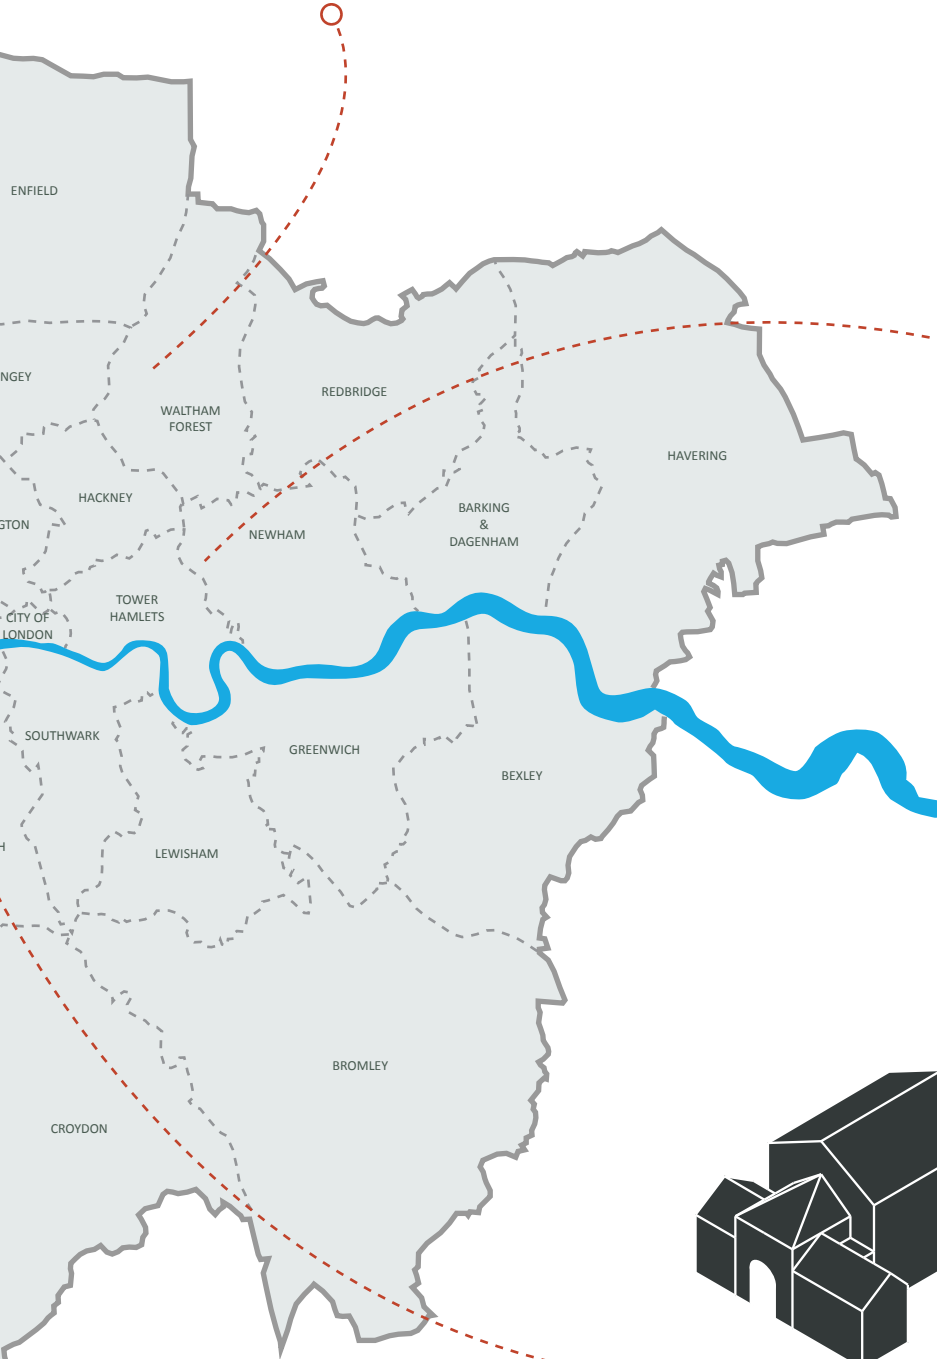 ENFIELD
NGEY
REDBRIDGE
WALTHAM
FOREST
HAVERING
HACKNEY
BARKING
&
DAGENHAM
GTON
NEWHAM
TOWER
HAMLETS
CITY OF
LONDON
SOUTHWARK
GREENWICH
BEXLEY
H
LEWISHAM
BROMLEY
CROYDON